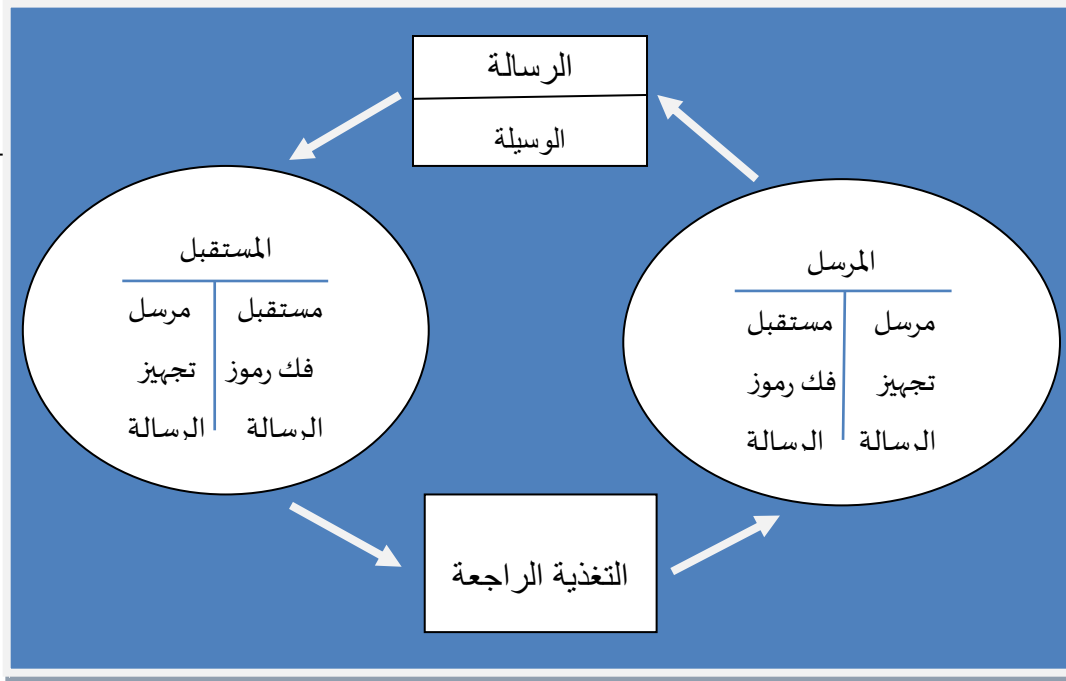 الرسالة
الوسيلة
المرسل
مرسل مستقبل
تجهيز فك رموز
الرسالة الرسالة
المستقبل
مستقبل مرسل
فك رموز تجهيز
الرسالة الرسالة
التغذية الراجعة